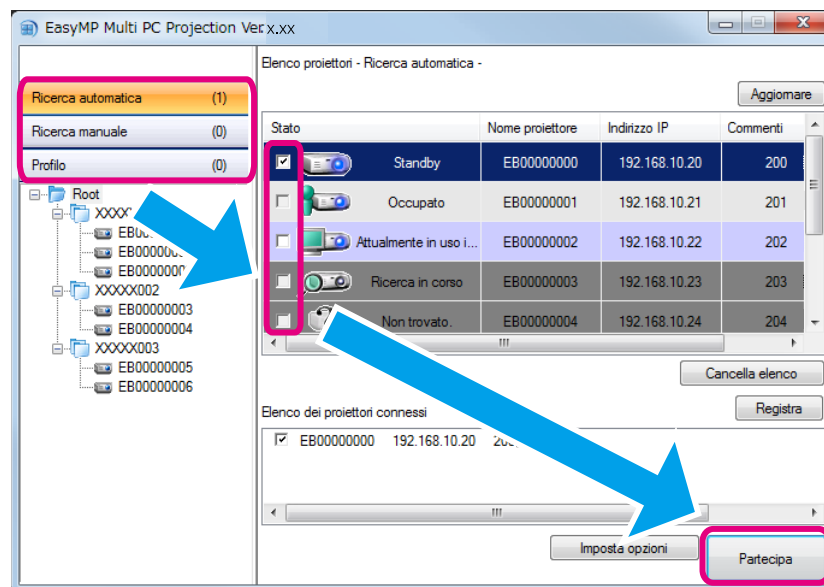 EasyMP Multi PC Projection Ver. x.xx
Ricerca automatica (1)
Ricerca manuale (0)
Profilo (0)
Root
EB00000000
XXXXX002
EB00000003
EB00000004
XXXXX003
EB00000005
EB00000006
Elenco proiettori - Ricerca automatica -
Aggiornare
Stato Nome proiettore Indirizzo IP Commenti
Standby EB00000000 192.168.10.20 200
Occupato EB00000001 192.168.10.21 201
Attualmente in uso i... EB00000002 192.168.10.22 202
Ricerca in corso EB00000003 192.168.10.23 203
Non trovato. EB00000004 192.168.10.24 204
Cancella elenco
Elenco dei proiettori connessi
Registra
EB00000000 192.168.10.20
Imposta opzioni
Partecipa